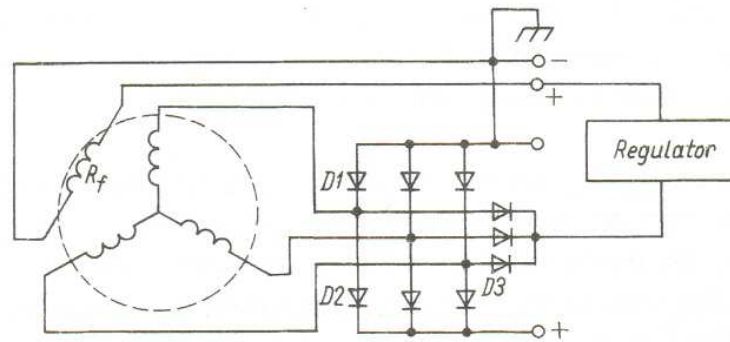 −
+
Regulator
R_f
D1
D2
D3
+